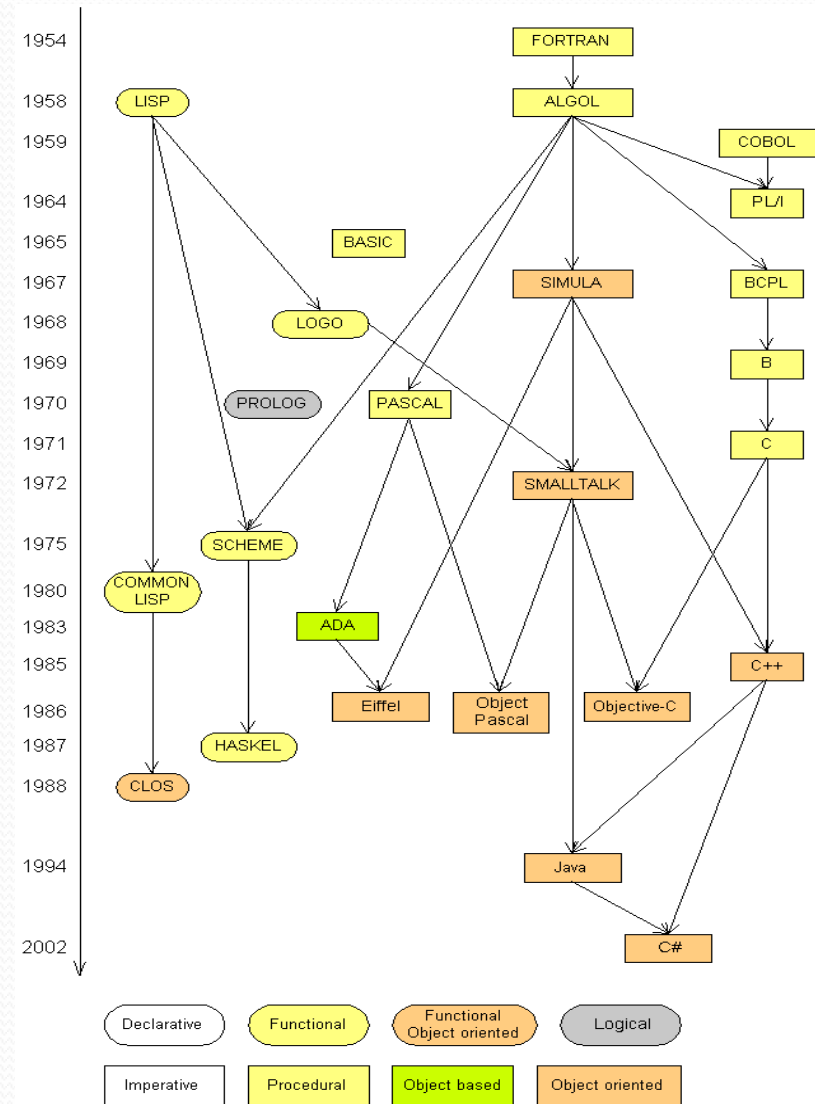 1954
FORTRAN
1958
LISP
ALGOL
1959
COBOL
1964
PL/I
1965
BASIC
1967
SIMULA
BCPL
1968
LOGO
1969
B
1970
PROLOG
PASCAL
1971
C
1972
SMALLTALK
1975
SCHEME
1980
COMMON
LISP
1983
ADA
1985
C++
1986
Eiffel
Object
Pascal
Objective-C
1987
HASKEL
1988
CLOS
1994
Java
2002
C#
Declarative
Functional
Functional
Object oriented
Logical
Imperative
Procedural
Object based
Object oriented